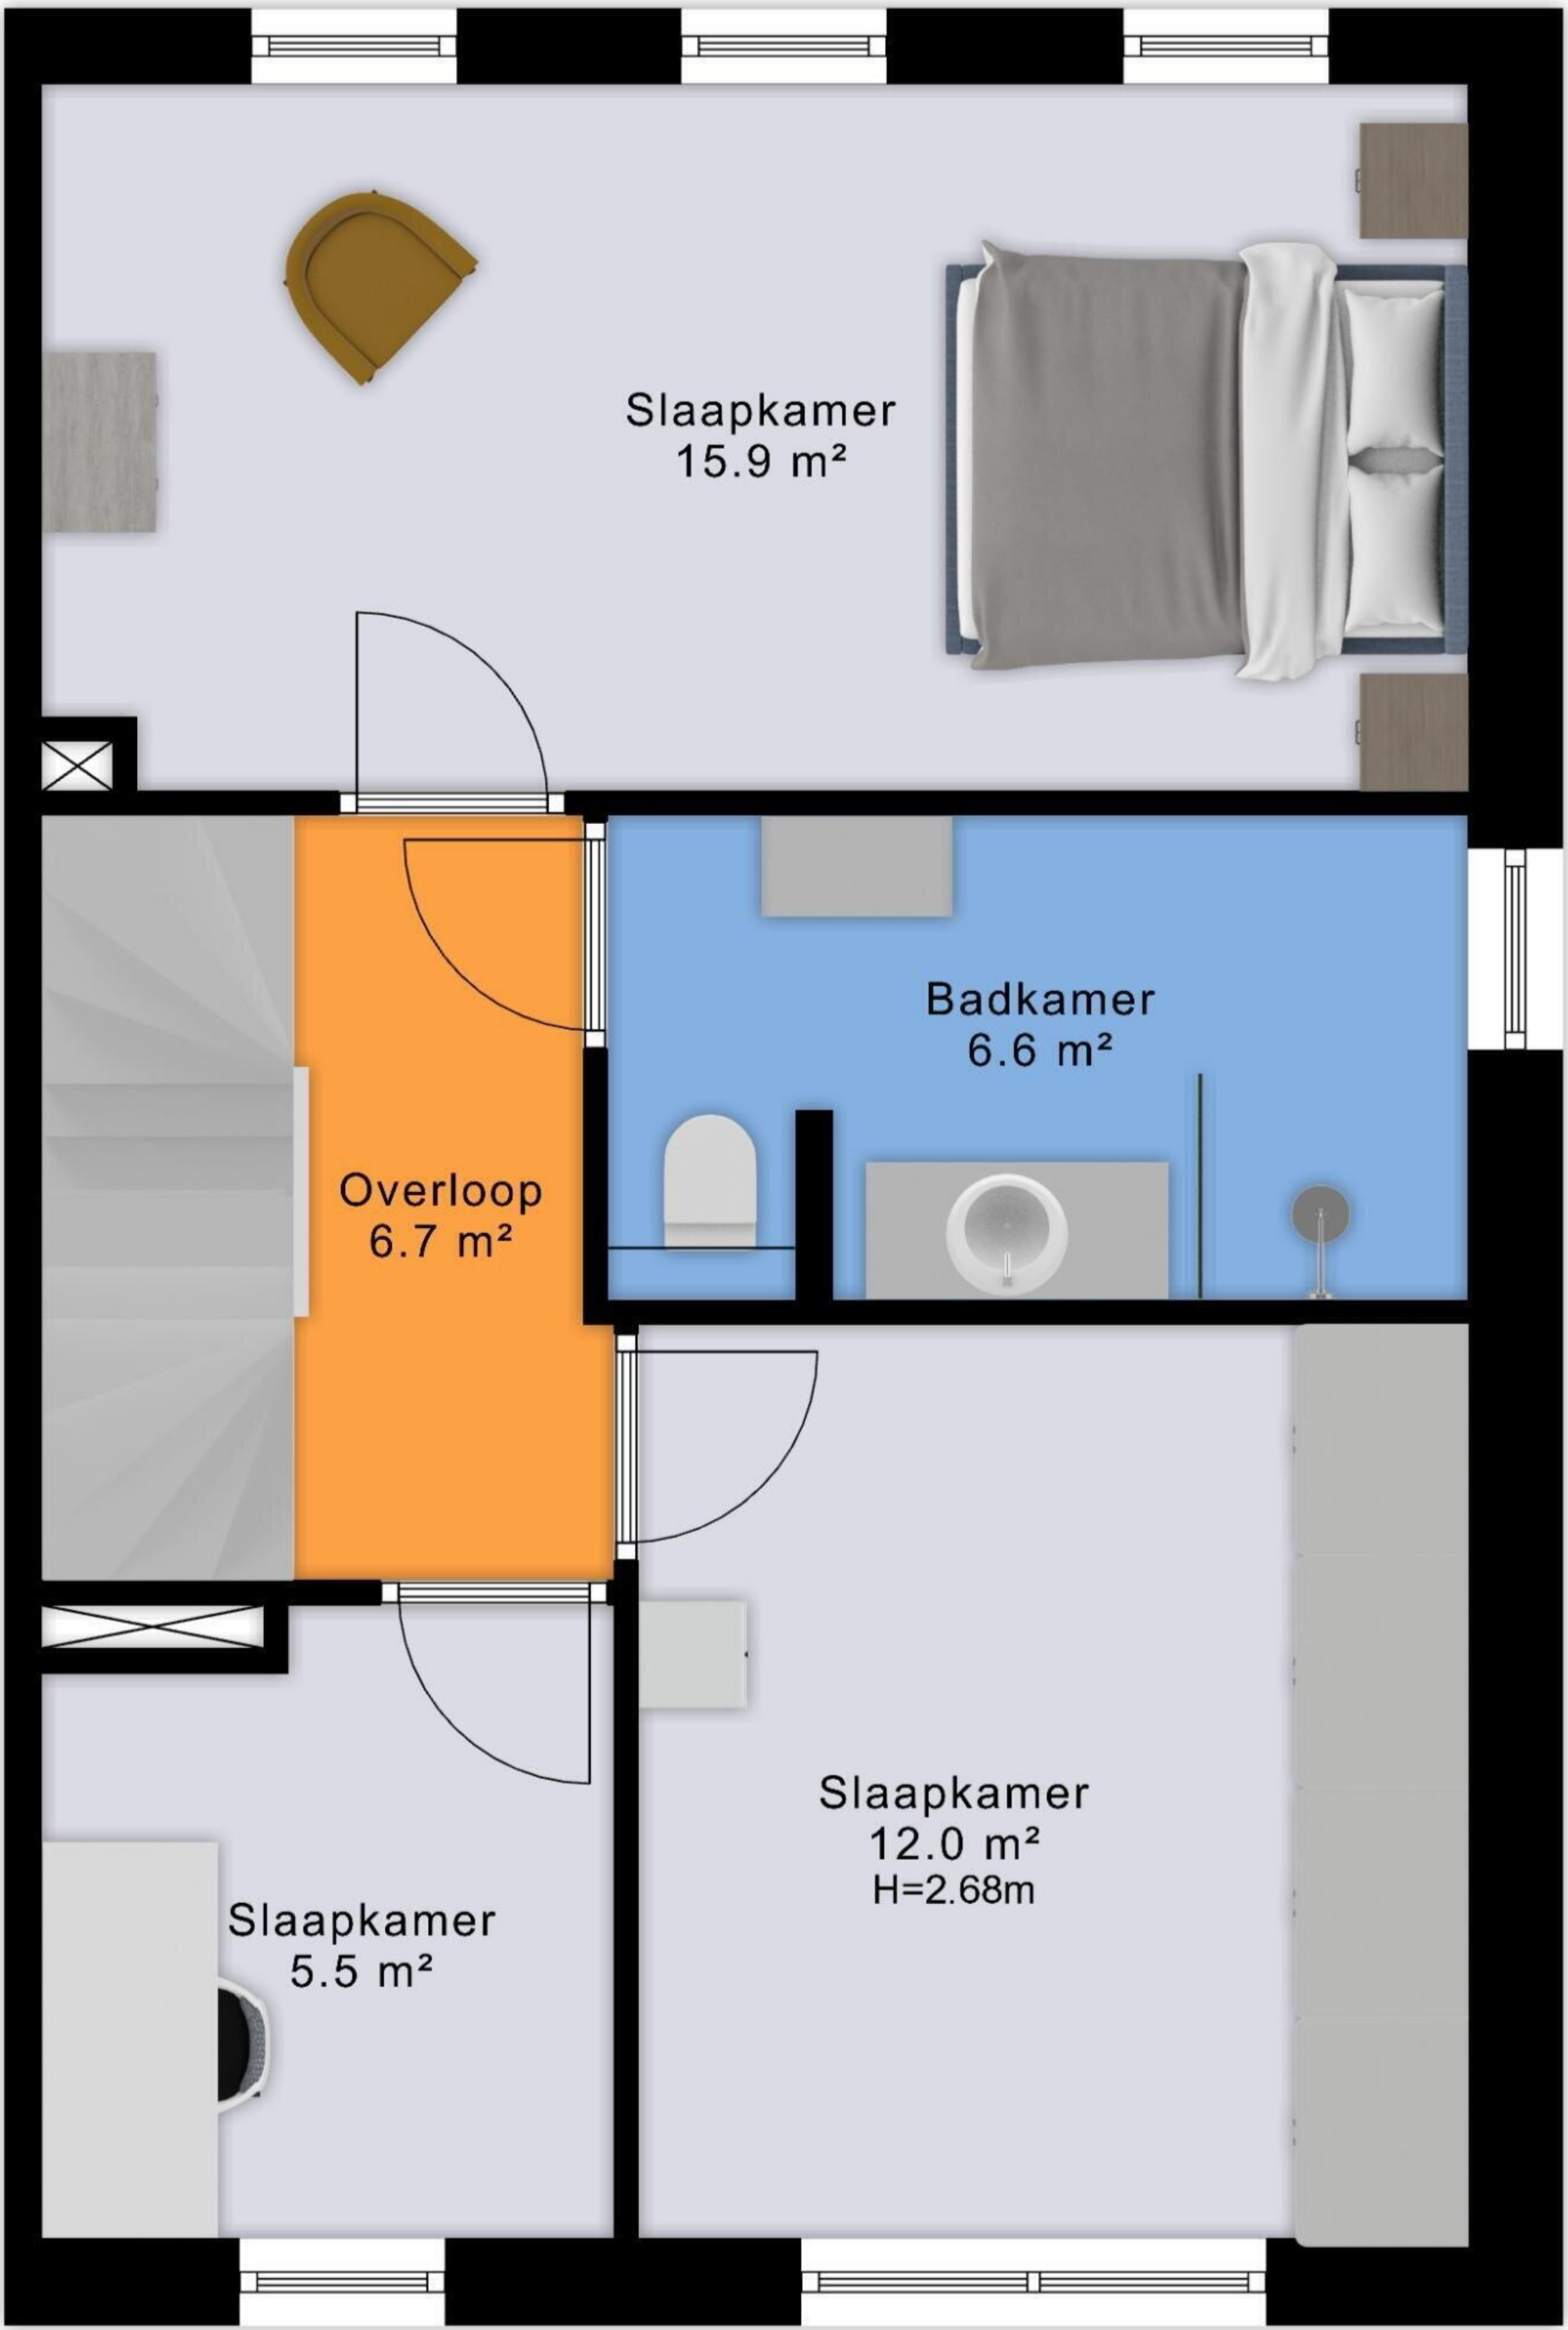 Slaapkamer
15.9 m²
Badkamer
6.6 m²
Overloop
6.7 m²
Slaapkamer
12.0 m²
H=2.68m
Slaapkamer
5.5 m²